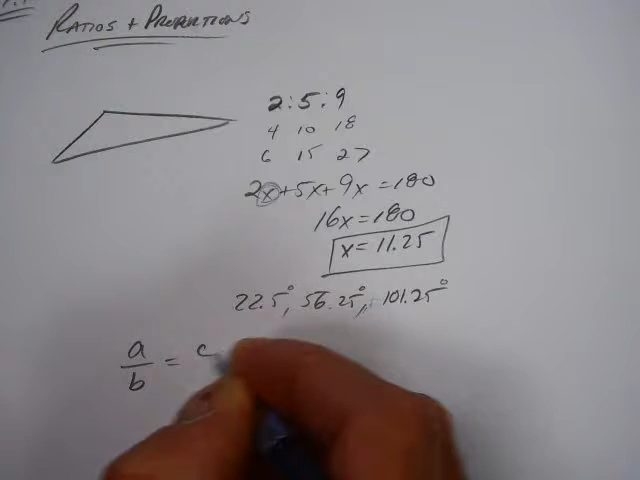 RATIOS + PROPORTIONS
2:5:9
4 10 18
6 15 27
2x+5x+9x=180
16x=180
x=11.25
22.5°, 56.25°, 101.25°
a/b = c